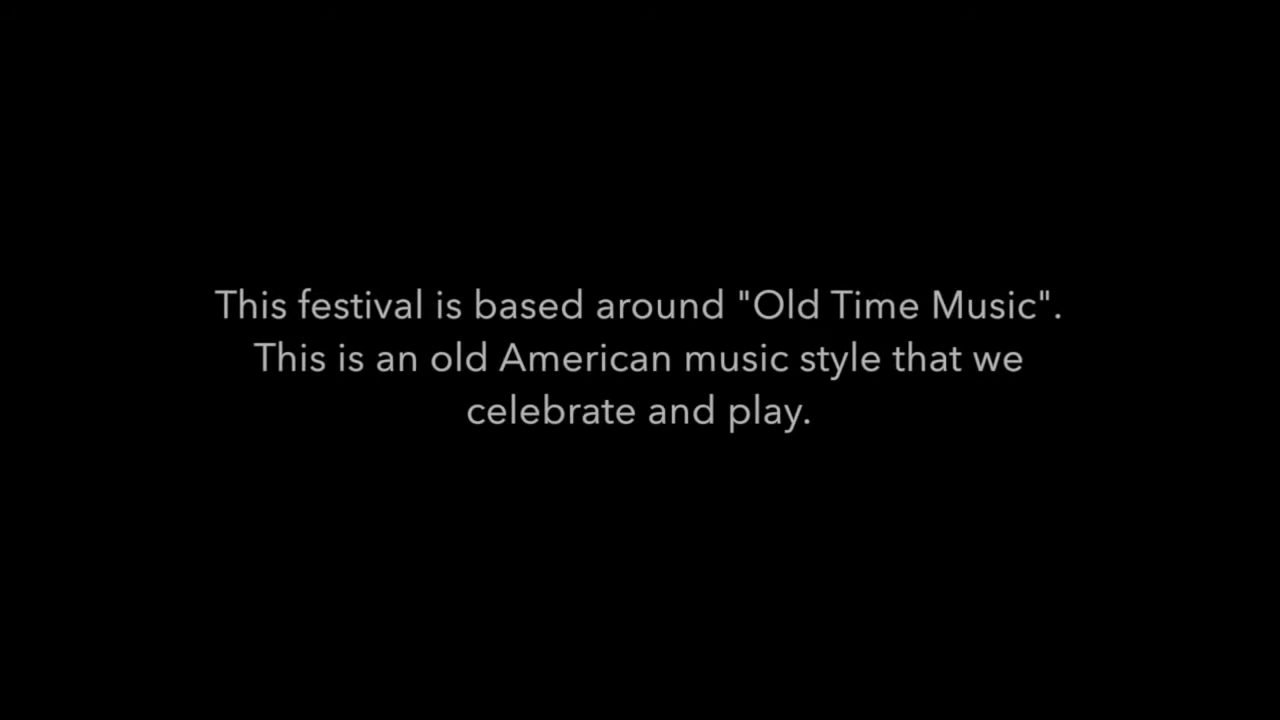 This festival is based around "Old Time Music".
This is an old American music style that we
celebrate and play.